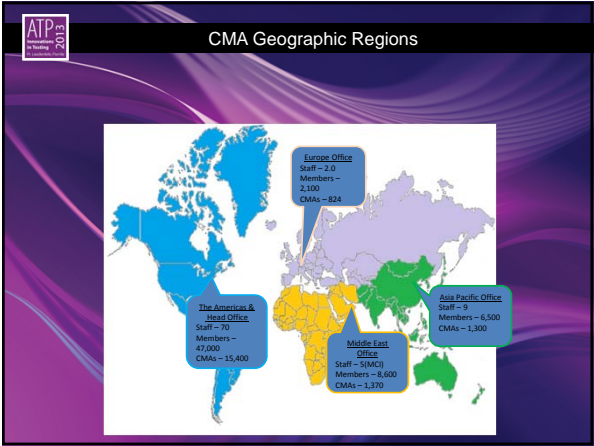 ATP
Innovations
in Testing
2013
CMA Geographic Regions
Europe Office
Staff – 2.0
Members –
2,100
CMAs – 824
The Americas &
Head Office
Staff – 70
Members –
47,000
CMAs – 15,400
Middle East
Office
Staff – 5(MCI)
Members – 8,600
CMAs – 1,370
Asia Pacific Office
Staff – 9
Members – 6,500
CMAs – 1,300